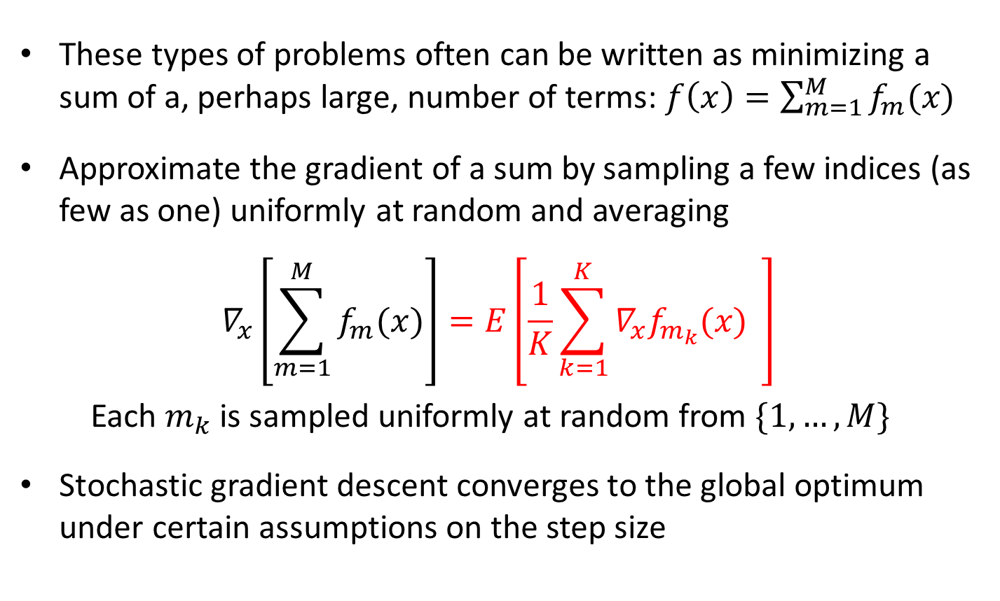 • These types of problems often can be written as minimizing a
sum of a, perhaps large, number of terms: $f(x) = \sum_{m=1}^{M} f_m(x)$
• Approximate the gradient of a sum by sampling a few indices (as
few as one) uniformly at random and averaging
$\nabla_x \left[ \sum_{m=1}^{M} f_m(x) \right] = E \left[ \frac{1}{K} \sum_{k=1}^{K} \nabla_x f_{m_k}(x) \right]$
Each $m_k$ is sampled uniformly at random from $\{1, \dots, M\}$
• Stochastic gradient descent converges to the global optimum
under certain assumptions on the step size